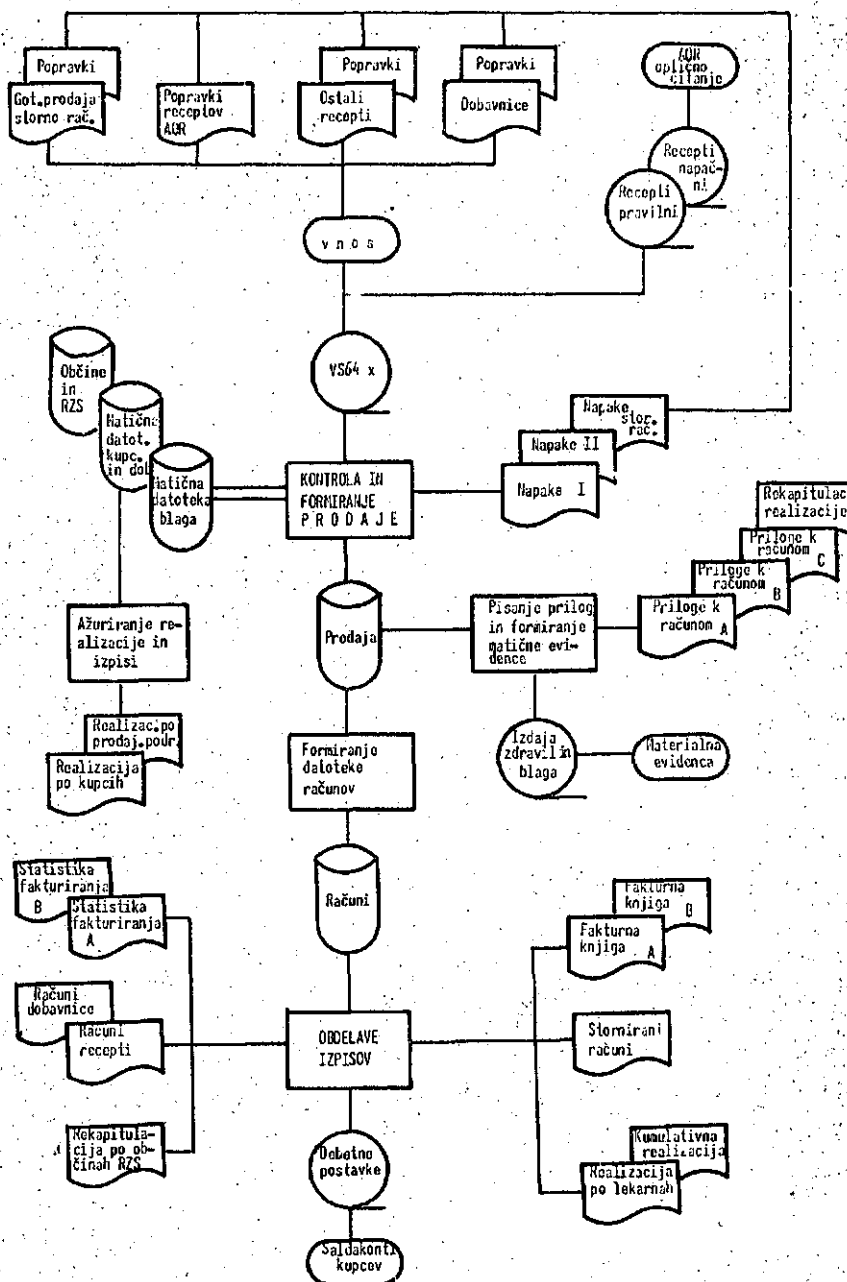 Popravki
Got.prodaja
storno rač.
Popravki
receptov
AOR
Popravki
Ostali
recepti
Popravki
Dobavnice
AOR
optično
čitanje
Recepti
napač-
ni
Recepti
pravilni
v n o s
VS64 x
Občine
in
RZS
Matična
datot.
kupc.
in dob
Matična
datoteka
blaga
KONTROLA IN
FORMIRANJE
P R O D A J E
Napake
stor.
rač.
Napake II
Napake I
Rekapitulac
realizacije
Priloge k
računom
C
Priloge k
računom
B
Priloge k
računom
A
Ažuriranje re-
alizacije in
izpisi
Prodaja
Pisanje prilog
in formiranje
matične evi-
dence
Realizac.po
prodaj.podr.
Realizacija
po kupcih
Formiranje
datoteke
računov
Izdaja
zdravil in
blaga
Materialna
evidenca
Statistika
fakturiranja
B
Statistika
fakturiranja
A
Računi
Fakturna
knjiga
B
Fakturna
knjiga
A
Računi
dobavnice
Računi
recepti
OBDELAVE
IZPISOV
Stornirani
računi
Rekapitula-
cija po ob-
činah RZS
Debetne
postavke
Kumulativna
realizacija
Realizacija
po lekarnah
Saldakonti
kupcev